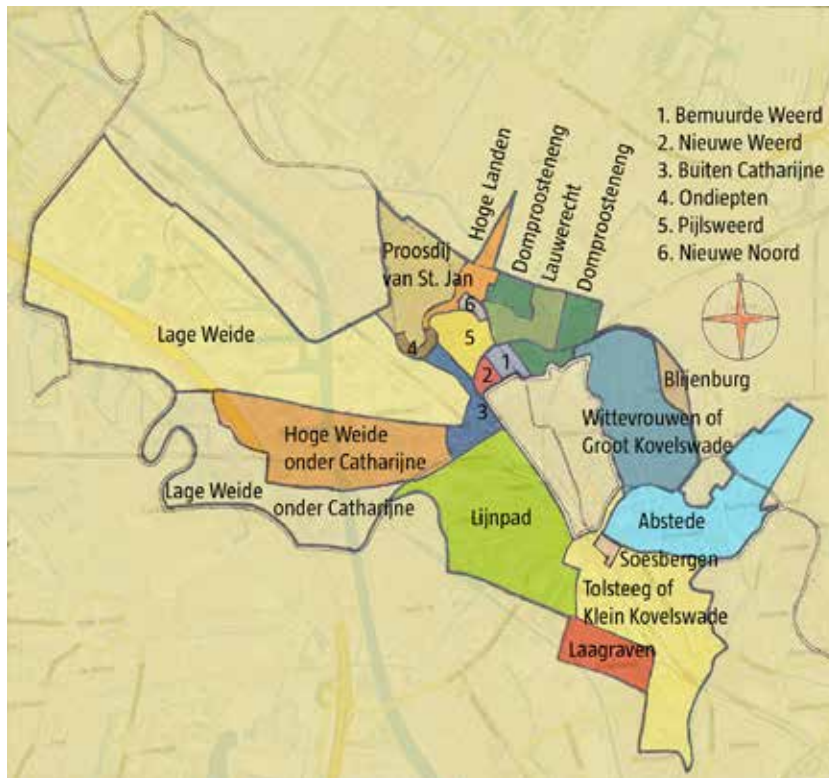 1. Bemuurde Weerd
2. Nieuwe Weerd
3. Buiten Catharijne
4. Ondiepten
5. Pijlsweerd
6. Nieuwe Noord
Hoge Landen
Domproosteneng
Lauwerecht
Domproosteneng
Proosdij
van St. Jan
6
5
4
Lage Weide
1
2
3
Blijenburg
Wittevrouwen of
Groot Kovelswade
Hoge Weide
onder Catharijne
Lage Weide
onder Catharijne
Lijnpad
Abstede
Soesbergen
Tolsteeg of
Klein Kovelswade
Laagraven